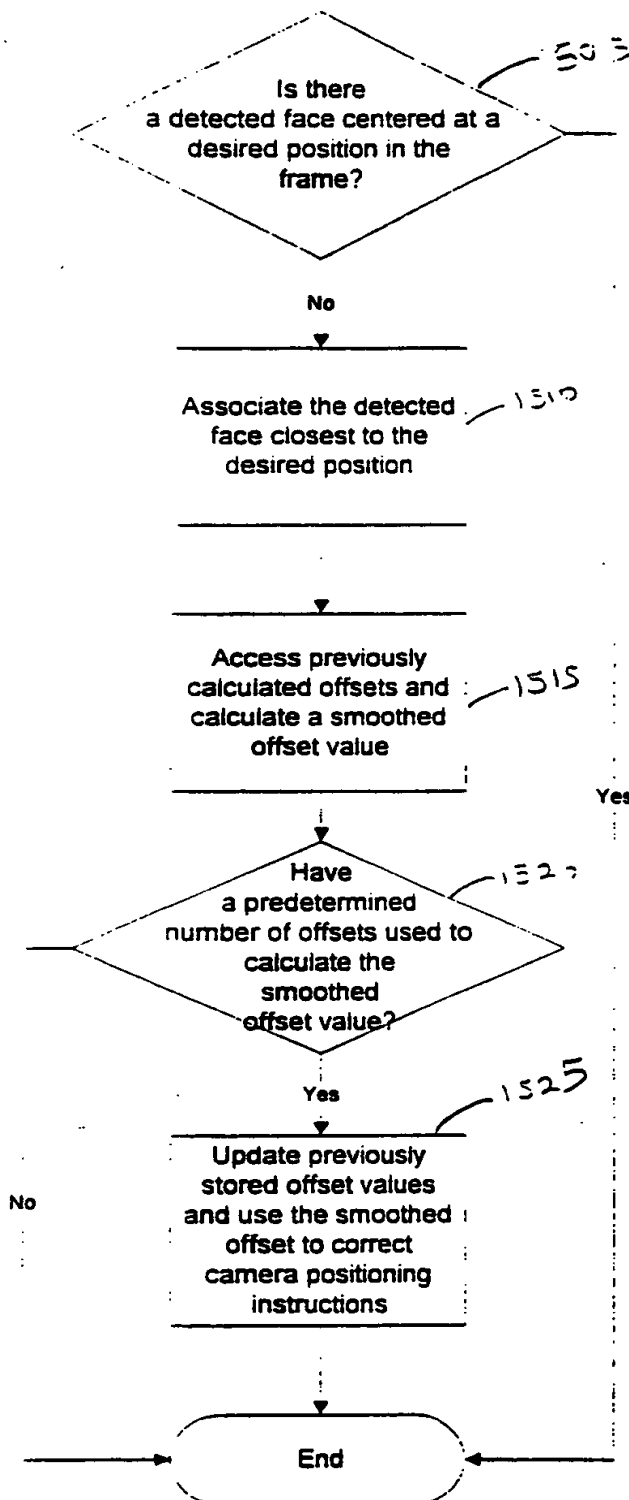 Is there
a detected face centered at a
desired position in the
frame?
No
Associate the detected
face closest to the
desired position
1510
Access previously
calculated offsets and
calculate a smoothed
offset value
1515
Yes
Have
a predetermined
number of offsets used to
calculate the
smoothed
offset value?
Yes
1525
Update previously
stored offset values
and use the smoothed
offset to correct
camera positioning
instructions
No
End